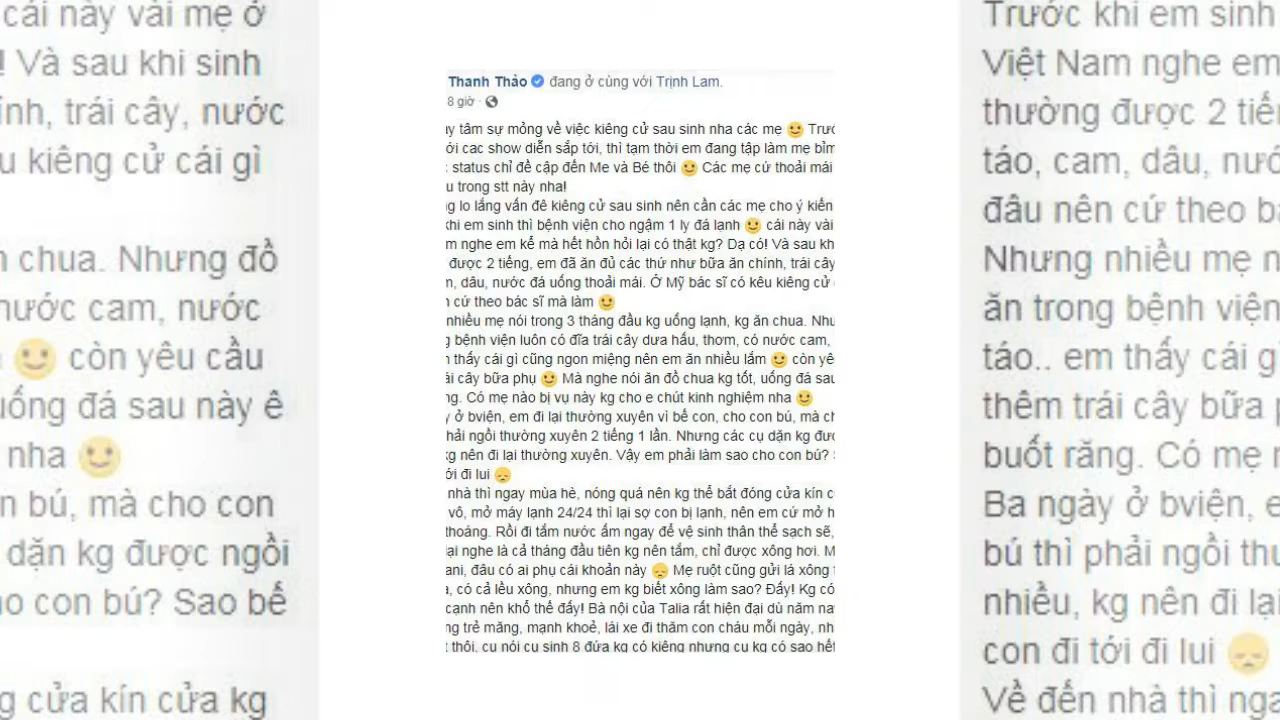 cái này vài mẹ ở
! Và sau khi sinh
ính, trái cây, nước
u kiêng cử cái gì
n chua. Nhưng đồ
nước cam, nước
còn yêu cầu
uống đá sau này ê
nha
on bú, mà cho con
dặn kg được ngồi
ho con bú? Sao bế
g cửa kín cửa kg
Thanh Thảo đang ở cùng với Trịnh Lam.
8 giờ
y tâm sự mỏng về việc kiêng cử sau sinh nha các mẹ Trướ
ới cac show diễn sắp tới, thì tạm thời em đang tập làm mẹ bỉm
status chỉ đề cập đến Mẹ và Bé thôi Các mẹ cứ thoải mái
u trong stt này nha!
g lo lắng vấn đề kiêng cử sau sinh nên cần các mẹ cho ý kiến
khi em sinh thì bệnh viện cho ngậm 1 ly đá lạnh cái này vài
m nghe em kể mà hết hồn hỏi lại có thật kg? Dạ có! Và sau kh
được 2 tiếng, em đã ăn đủ các thứ như bữa ăn chính, trái cây
n, dâu, nước đá uống thoải mái. Ở Mỹ bác sĩ có kêu kiêng cử
n cứ theo bác sĩ mà làm
nhiều mẹ nói trong 3 tháng đầu kg uống lạnh, kg ăn chua. Như
g bệnh viện luôn có đĩa trái cây dưa hấu, thơm, có nước cam,
n thấy cái gì cũng ngon miệng nên em ăn nhiều lắm còn yê
ái cây bữa phụ Mà nghe nói ăn đồ chua kg tốt, uống đá sau
ng. Có mẹ nào bị vụ này kg cho e chút kinh nghiệm nha
y ở bviện, em đi lại thường xuyên vì bế con, cho con bú, mà ch
hải ngồi thường xuyên 2 tiếng 1 lần. Nhưng các cụ dặn kg đượ
kg nên đi lại thường xuyên. Vậy em phải làm sao cho con bú? S
ới đi lui
nhà thì ngay mùa hè, nóng quá nên kg thể bắt đóng cửa kín c
vô, mở máy lạnh 24/24 thì lại sợ con bị lạnh, nên em cứ mở h
thoáng. Rồi đi tắm nước ấm ngay để vệ sinh thân thể sạch sẽ,
lại nghe là cả tháng đầu tiên kg nên tắm, chỉ được xông hơi. M
ani, đâu có ai phụ cái khoản này Mẹ ruột cũng gửi lá xông
, có cả lều xông, nhưng em kg biết xông làm sao? Đấy! Kg có
cạm nên khổ thế đấy! Bà nội của Talia rất hiện đại dù năm na
ng trẻ măng, mạnh khoẻ, lái xe đi thăm con cháu mỗi ngày, nh
t thôi, cụ nói cụ sinh 8 đứa kg có kiêng nhưng cụ kg có sao hết
Trước khi em sinh
Việt Nam nghe em
thường được 2 tiế
táo, cam, dâu, nướ
đâu nên cứ theo b
Nhưng nhiều mẹ n
ăn trong bệnh viện
táo.. em thấy cái g
thêm trái cây bữa p
buốt răng. Có mẹ n
Ba ngày ở bviện, e
bú thì phải ngồi thư
nhiều, kg nên đi lại
con đi tới đi lui
Về đến nhà thì nga